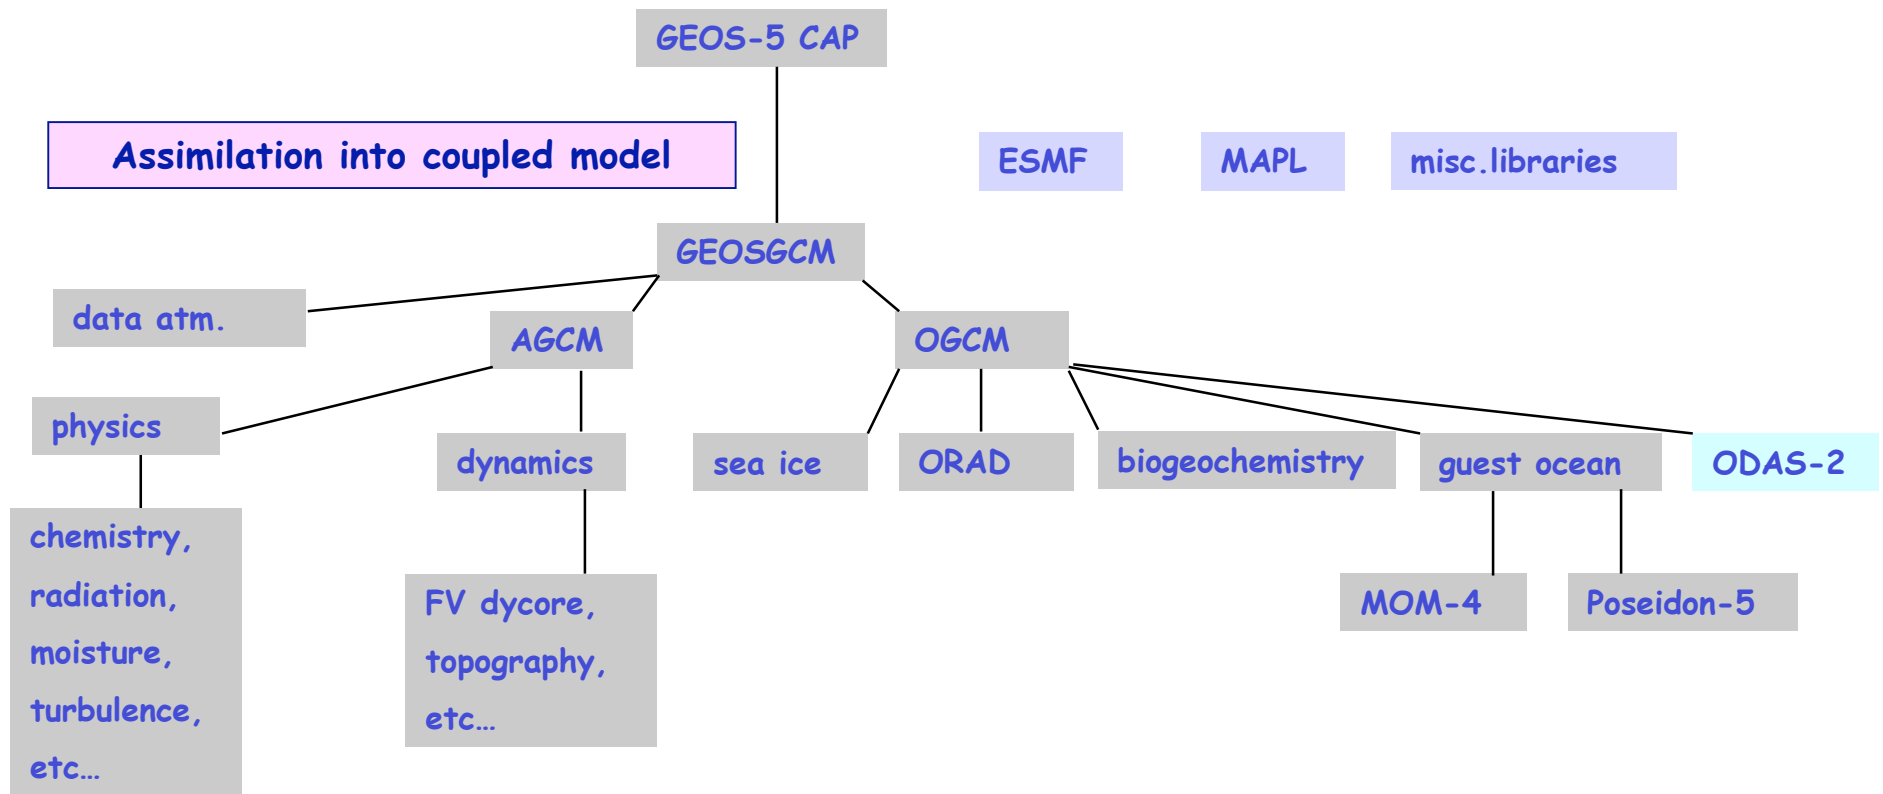 GEOS-5 CAP
Assimilation into coupled model
ESMF
MAPL
misc.libraries
GEOSGCM
data atm.
AGCM
OGCM
physics
dynamics
sea ice
ORAD
biogeochemistry
guest ocean
ODAS-2
chemistry,
radiation,
moisture,
turbulence,
etc...
FV dycore,
topography,
etc...
MOM-4
Poseidon-5